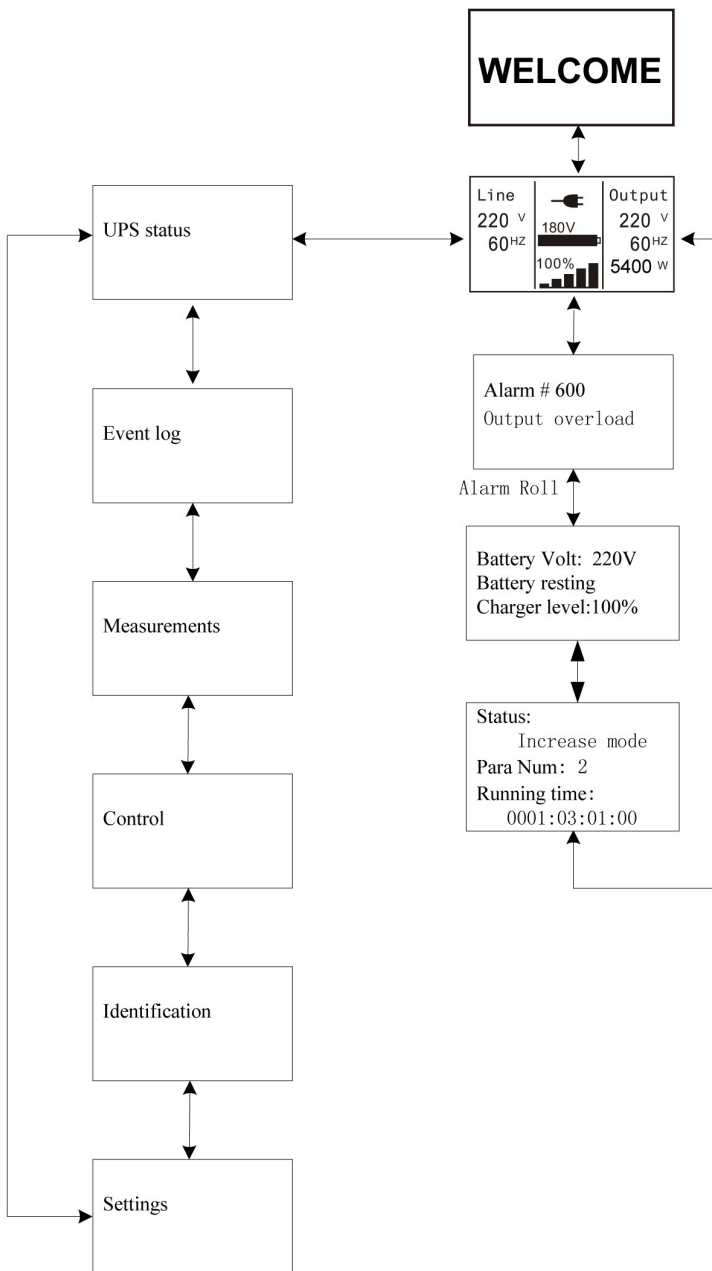 WELCOME
Line
220 V
60HZ
180V
100%
Output
220 V
60HZ
5400 W
UPS status
Alarm # 600
Output overload
Event log
Alarm Roll
Battery Volt: 220V
Battery resting
Charger level:100%
Measurements
Status:
Increase mode
Para Num: 2
Running time:
0001:03:01:00
Control
Identification
Settings